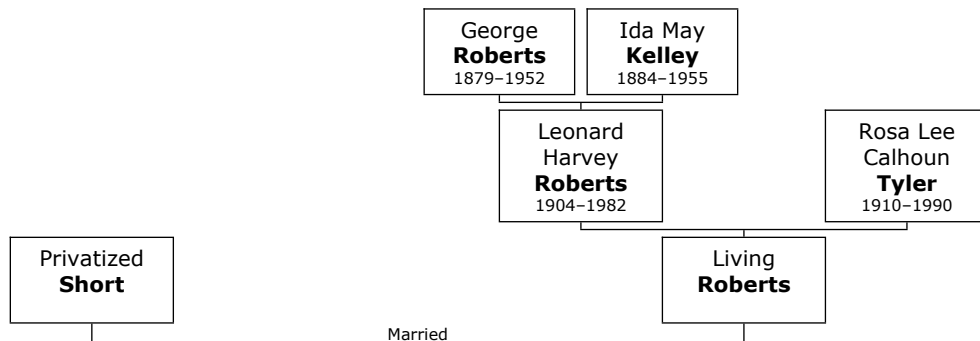 George
Roberts
1879–1952
Ida May
Kelley
1884–1955
Leonard
Harvey
Roberts
1904–1982
Rosa Lee
Calhoun
Tyler
1910–1990
Privatized
Short
Living
Roberts
Married